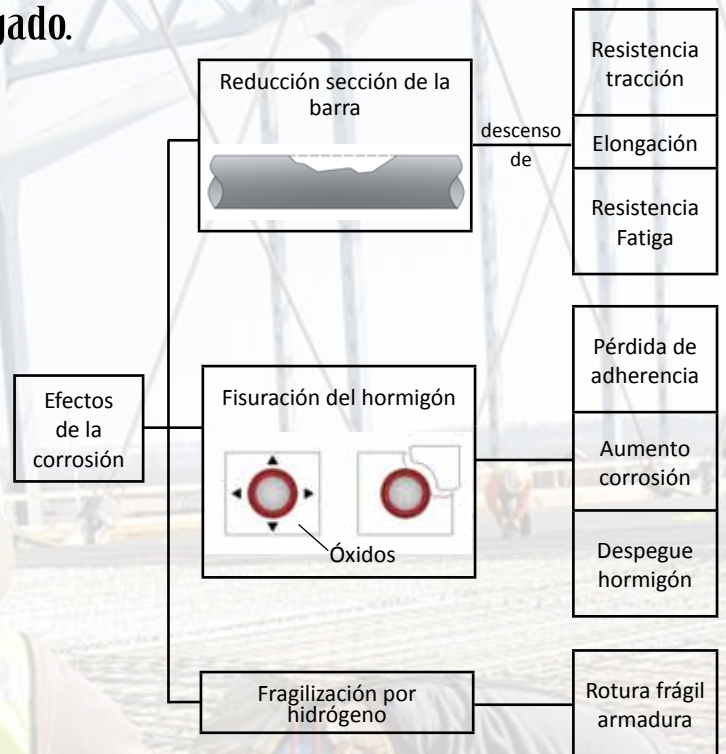 gado.
Reducción sección de la
barra
descenso
de
Resistencia
tracción
Elongación
Resistencia
Fatiga
Efectos
de la
corrosión
Fisuración del hormigón
Óxidos
Pérdida de
adherencia
Aumento
corrosión
Despegue
hormigón
Fragilización por
hidrógeno
Rotura frágil
armadura